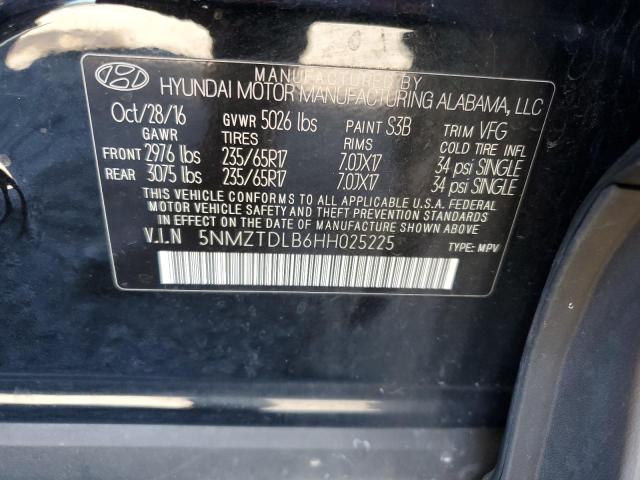 MANUFACTURED BY
HYUNDAI MOTOR MANUFACTURING ALABAMA, LLC
Oct/28/16 GVWR 5026 lbs PAINT S3B TRIM VFG
GAWR TIRES RIMS COLD TIRE INFL
FRONT 2976 lbs 235/65R17 7.0JX17 34 psi SINGLE
REAR 3075 lbs 235/65R17 7.0JX17 34 psi SINGLE
THIS VEHICLE CONFORMS TO ALL APPLICABLE U.S.A. FEDERAL
MOTOR VEHICLE SAFETY AND THEFT PREVENTION STANDARDS
IN EFFECT ON THE DATE OF MANUFACTURE SHOWN ABOVE
V.I.N 5NMZTDLB6HH025225 TYPE: MPV